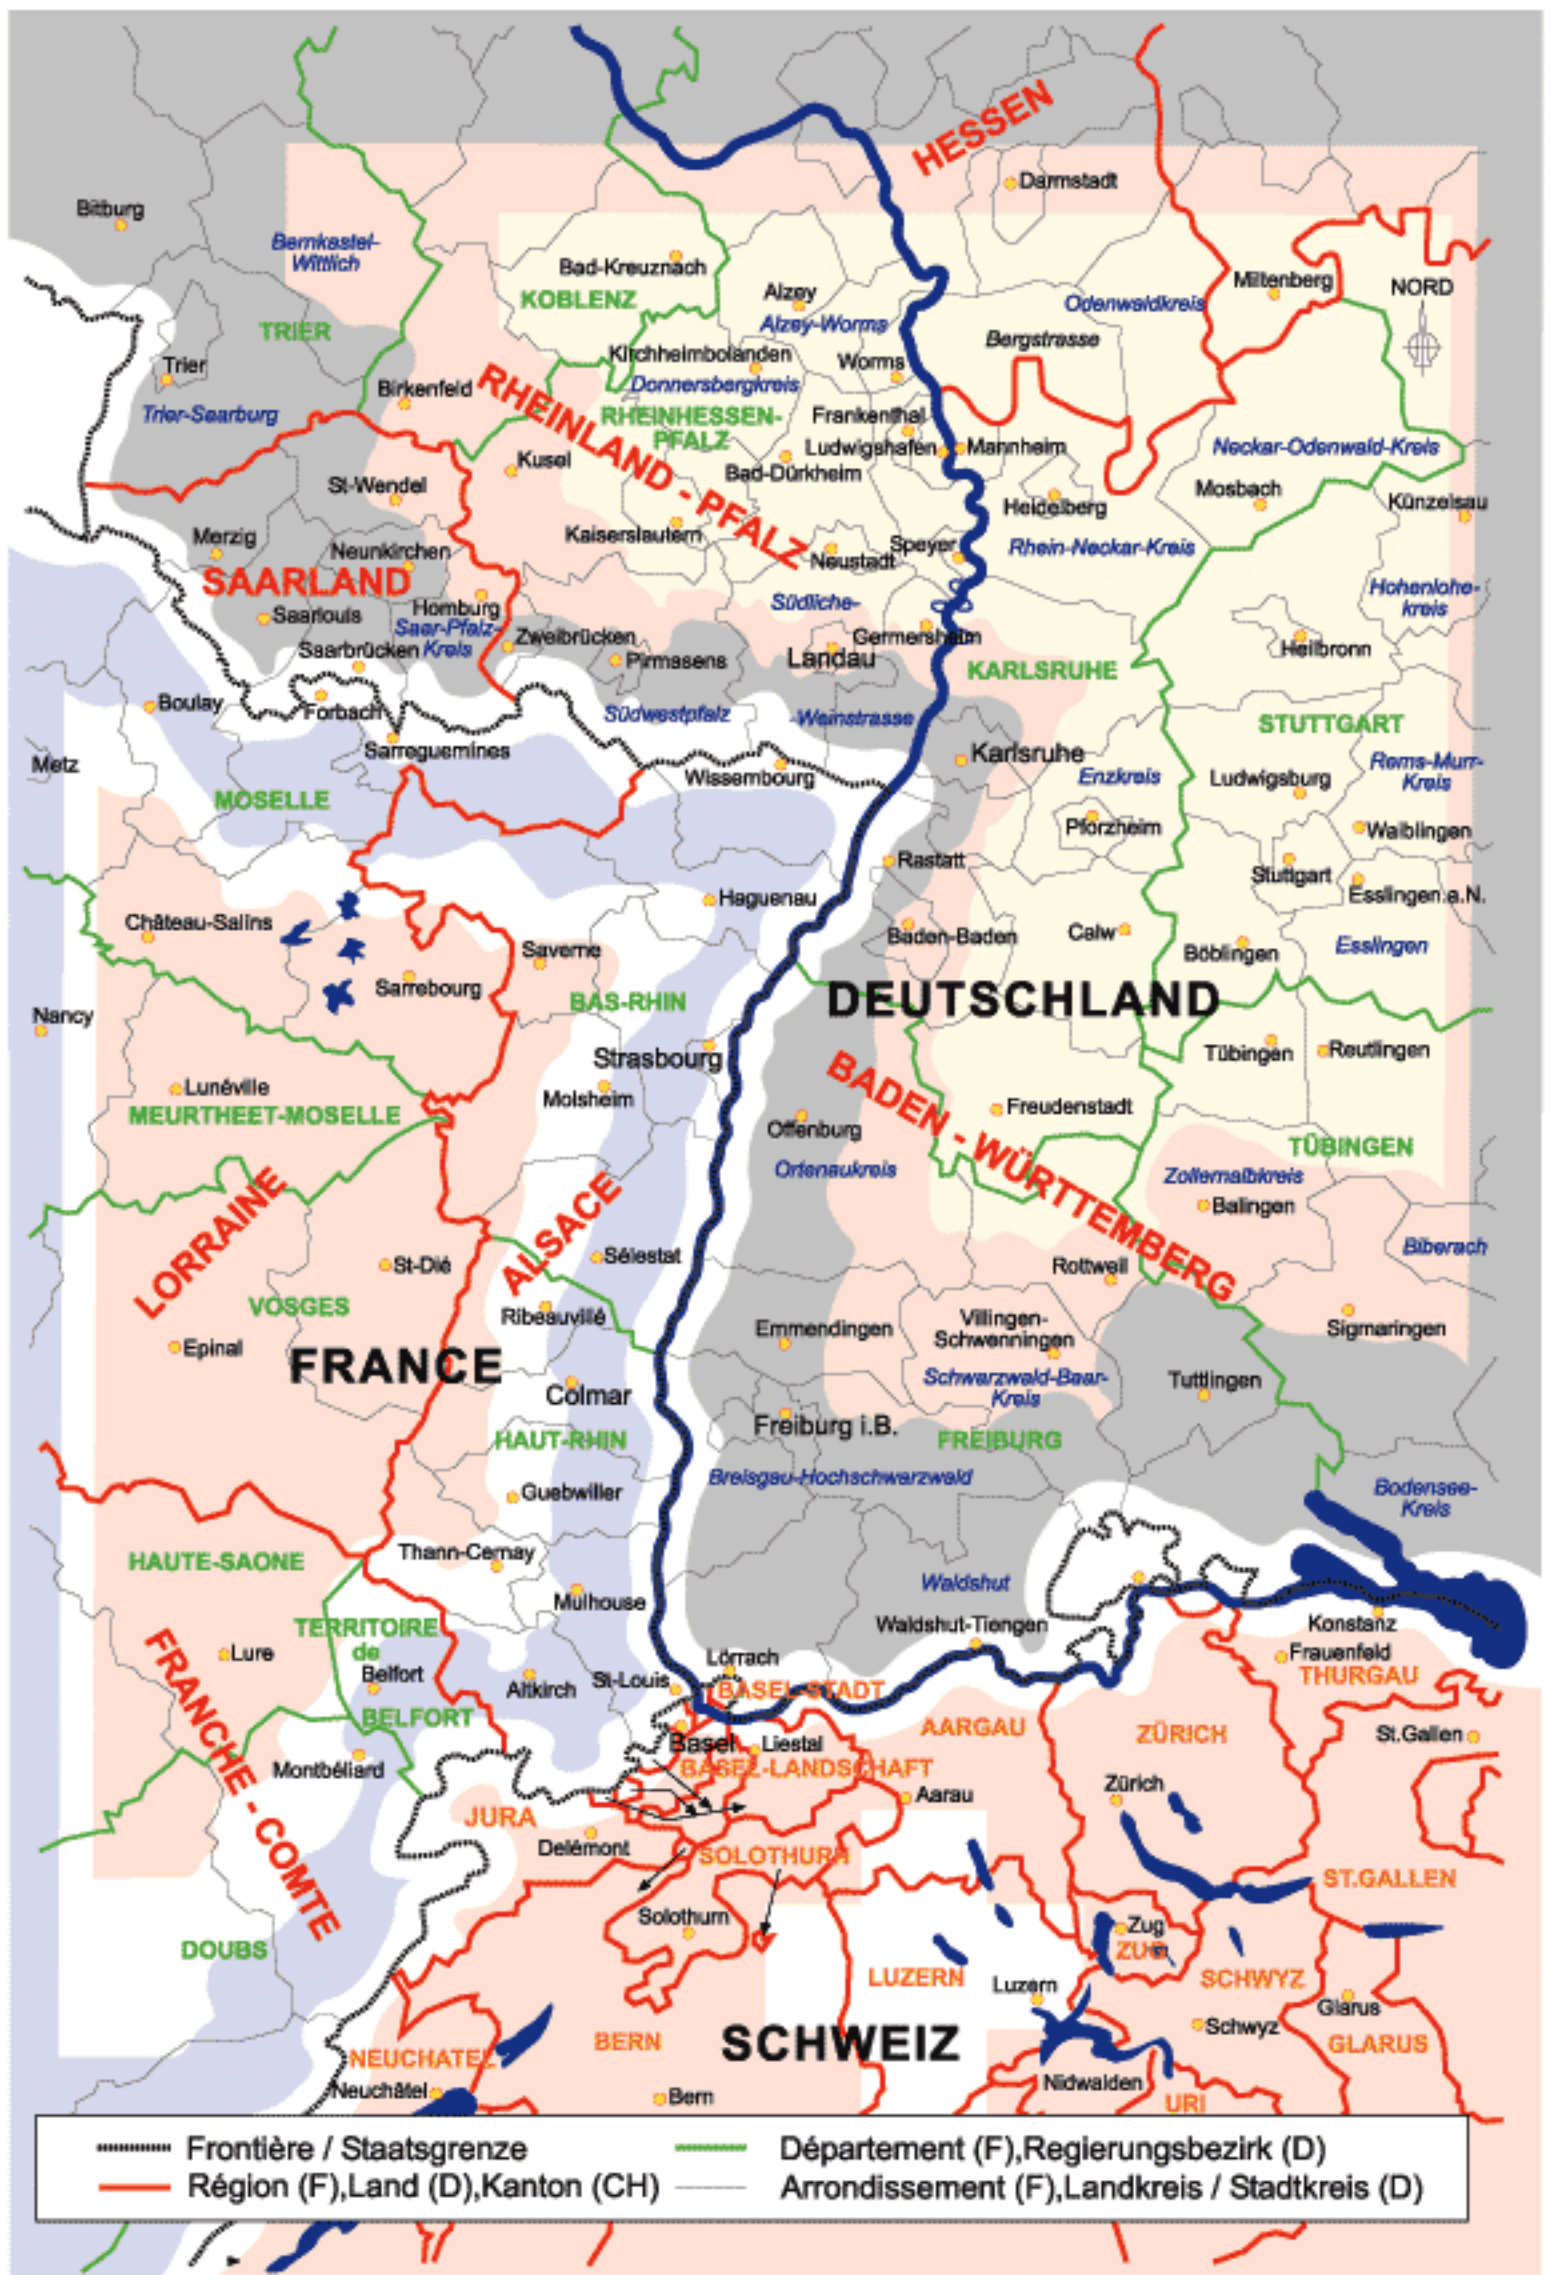 HESSEN
Darmstadt
Bitburg
Bernkastel-
Wittlich
Bad-Kreuznach
KOBLENZ
Alzey
Alzey-Worms
Odenwaldkreis
Miltenberg
NORD
TRIER
Trier
Trier-Saarburg
Birkenfeld
Kirchheimbolanden
Donnersbergkreis
Worms
Bergstrasse
RHEINLAND - PFALZ
RHEINHESSEN-
PFALZ
Frankenthal
Ludwigshafen
Mannheim
Bad-Dürkheim
Neckar-Odenwald-Kreis
Kusel
St-Wendel
Mosbach
Künzelsau
Heidelberg
Merzig
Neunkirchen
Kaiserslautern
Neustadt
Speyer
Rhein-Neckar-Kreis
SAARLAND
Saarlouis
Homburg
Saar-Pfalz-
Kreis
Südliche-
Hohenlohe-
kreis
Saarbrücken
Zweibrücken
Pirmasens
Landau
Germersheim
Heilbronn
KARLSRUHE
Boulay
Forbach
Südwestpfalz
-Weinstrasse
STUTTGART
Sarreguemines
Metz
Wissembourg
Karlsruhe
Enzkreis
Ludwigsburg
Rems-Murr-
Kreis
MOSELLE
Pforzheim
Waiblingen
Rastatt
Stuttgart
Esslingen a.N.
Haguenau
Château-Salins
Saverne
Baden-Baden
Calw
Böblingen
Esslingen
Sarrebourg
BAS-RHIN
DEUTSCHLAND
Nancy
Strasbourg
Tübingen
Reutlingen
Lunéville
Molsheim
MEURTHEET-MOSELLE
BADEN - WÜRTTEMBERG
Freudenstadt
Offenburg
Ortenaukreis
TÜBINGEN
Zollernalbkreis
Balingen
LORRAINE
ALSACE
Sélestat
St-Dié
Biberach
Rottweil
VOSGES
Ribeauvillé
Epinal
Emmendingen
Villingen-
Schwenningen
Sigmaringen
FRANCE
Colmar
Schwarzwald-Baar-
Kreis
Tuttlingen
Freiburg i.B.
HAUT-RHIN
FREIBURG
Breisgau-Hochschwarzwald
Guebwiller
Bodensee-
Kreis
HAUTE-SAONE
Thann-Cernay
Mulhouse
Waldshut
Waldshut-Tiengen
Konstanz
TERRITOIRE
de
BELFORT
Belfort
Lure
FRANCHE - COMTE
Altkirch
St-Louis
Lörrach
Frauenfeld
THURGAU
BASEL-STADT
AARGAU
ZÜRICH
St.Gallen
Basel
Liestal
BASEL-LANDSCHAFT
Montbéliard
Aarau
Zürich
JURA
Delémont
SOLOTHURN
ST.GALLEN
Solothurn
Zug
ZUG
DOUBS
LUZERN
Luzern
SCHWYZ
Schwyz
Glarus
GLARUS
BERN
SCHWEIZ
NEUCHATEL
Neuchâtel
Bern
Nidwalden
URI
Frontière / Staatsgrenze
Département (F),Regierungsbezirk (D)
Région (F),Land (D),Kanton (CH)
Arrondissement (F),Landkreis / Stadtkreis (D)